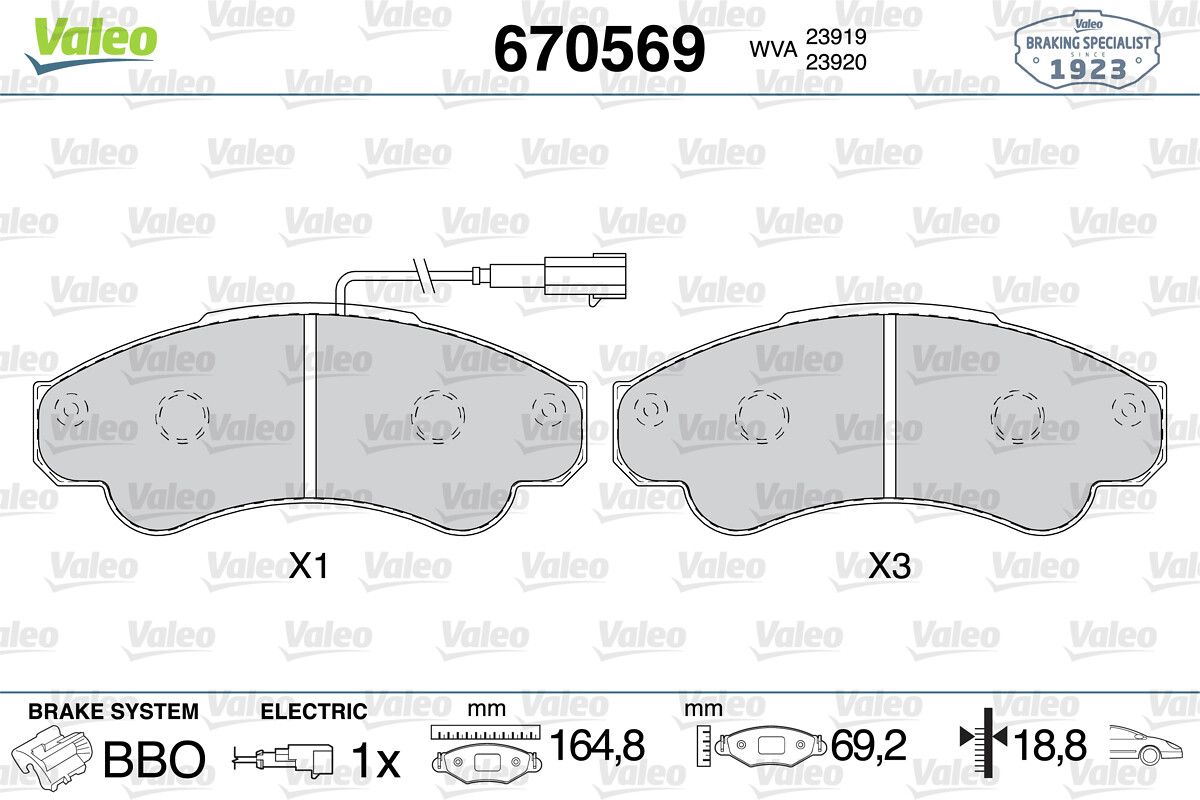 Valeo
670569
WVA 23919
23920
Valeo
BRAKING SPECIALIST
SINCE
1923
X1
X3
BRAKE SYSTEM
BBO
ELECTRIC
1x
mm
164,8
mm
69,2
18,8